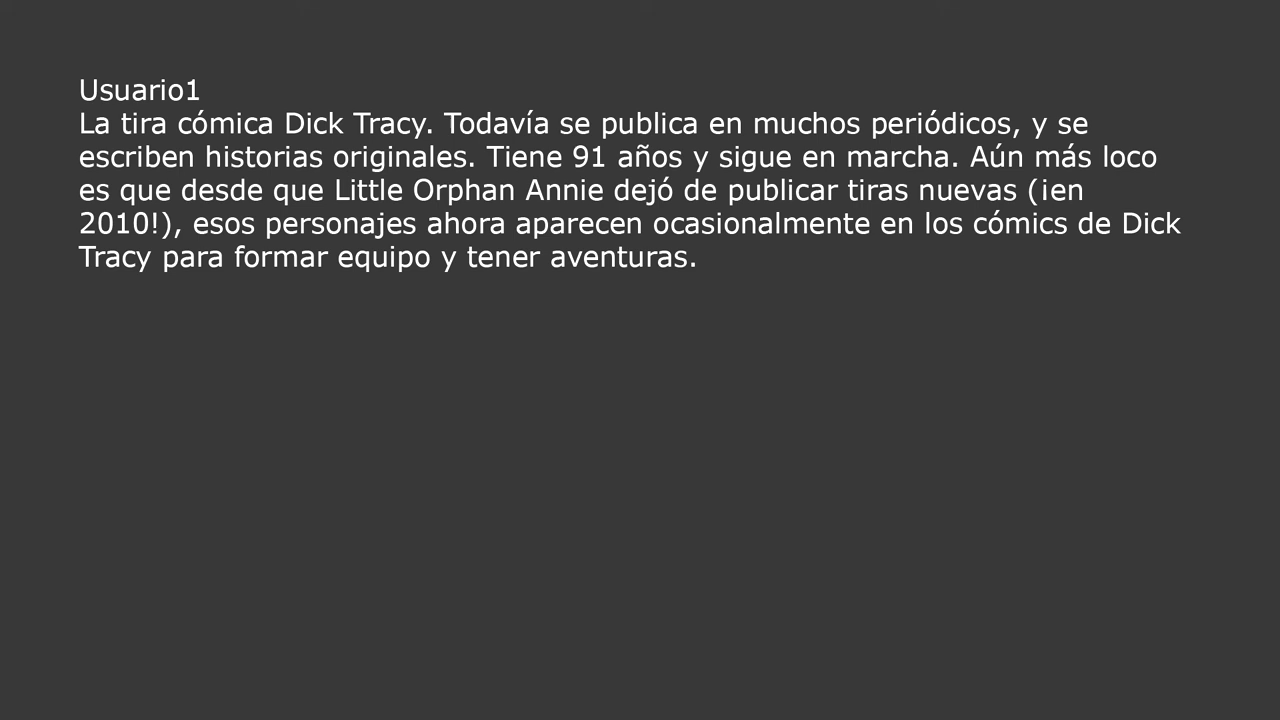 Usuario1
La tira cómica Dick Tracy. Todavía se publica en muchos periódicos, y se
escriben historias originales. Tiene 91 años y sigue en marcha. Aún más loco
es que desde que Little Orphan Annie dejó de publicar tiras nuevas (¡en
2010!), esos personajes ahora aparecen ocasionalmente en los cómics de Dick
Tracy para formar equipo y tener aventuras.